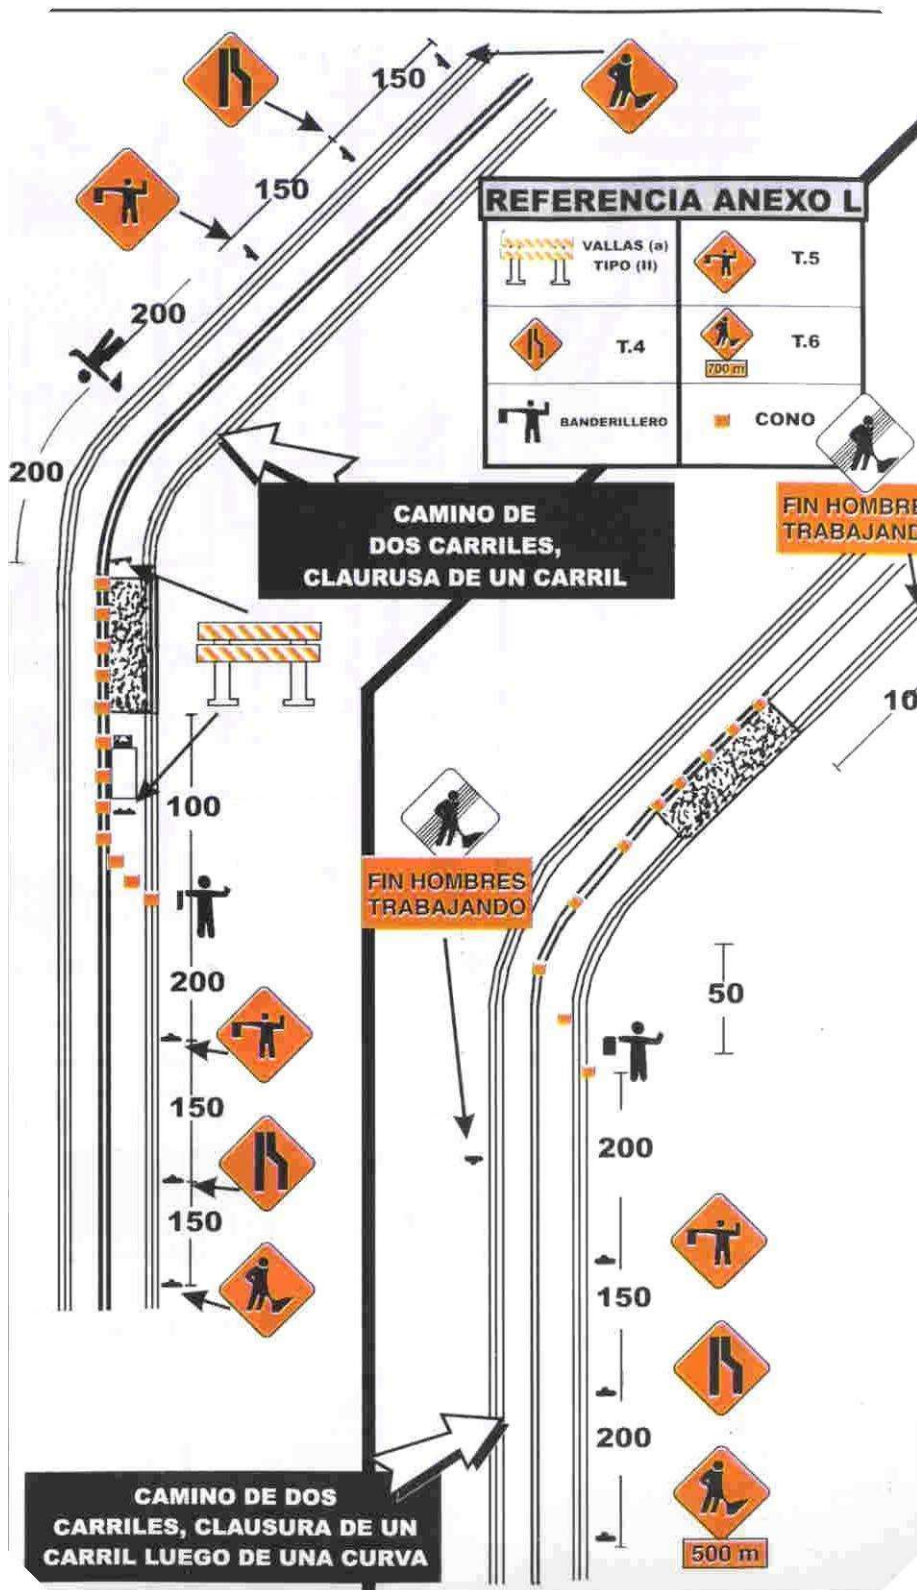 150
150
200
200
REFERENCIA ANEXO L
VALLAS (a)
TIPO (II)
T.5
T.4
T.6
700 m
BANDERILLERO
CONO
CAMINO DE
DOS CARRILES,
CLAURUSA DE UN CARRIL
FIN HOMBRE
TRABAJAND
10
100
200
150
150
FIN HOMBRES
TRABAJANDO
50
200
150
200
500 m
CAMINO DE DOS
CARRILES, CLAUSURA DE UN
CARRIL LUEGO DE UNA CURVA